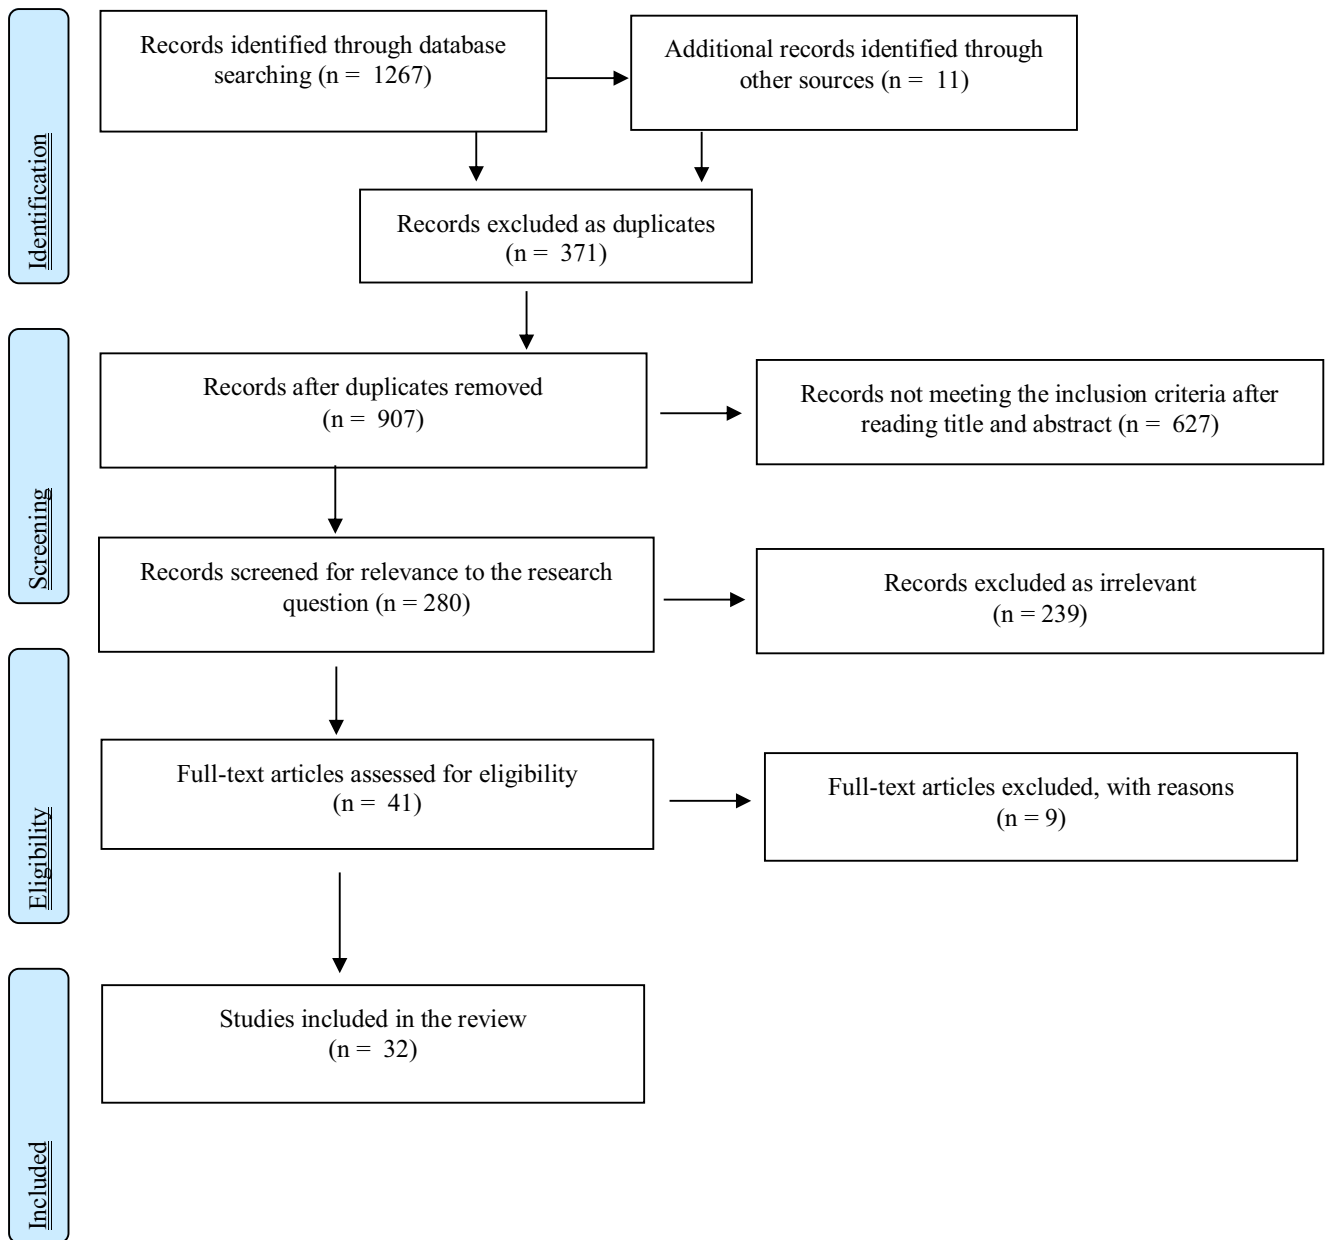 Identification
Records identified through database
searching (n = 1267)
Additional records identified through
other sources (n = 11)
Records excluded as duplicates
(n = 371)
Screening
Records after duplicates removed
(n = 907)
Records not meeting the inclusion criteria after
reading title and abstract (n = 627)
Records screened for relevance to the research
question (n = 280)
Records excluded as irrelevant
(n = 239)
Eligibility
Full-text articles assessed for eligibility
(n = 41)
Full-text articles excluded, with reasons
(n = 9)
Included
Studies included in the review
(n = 32)